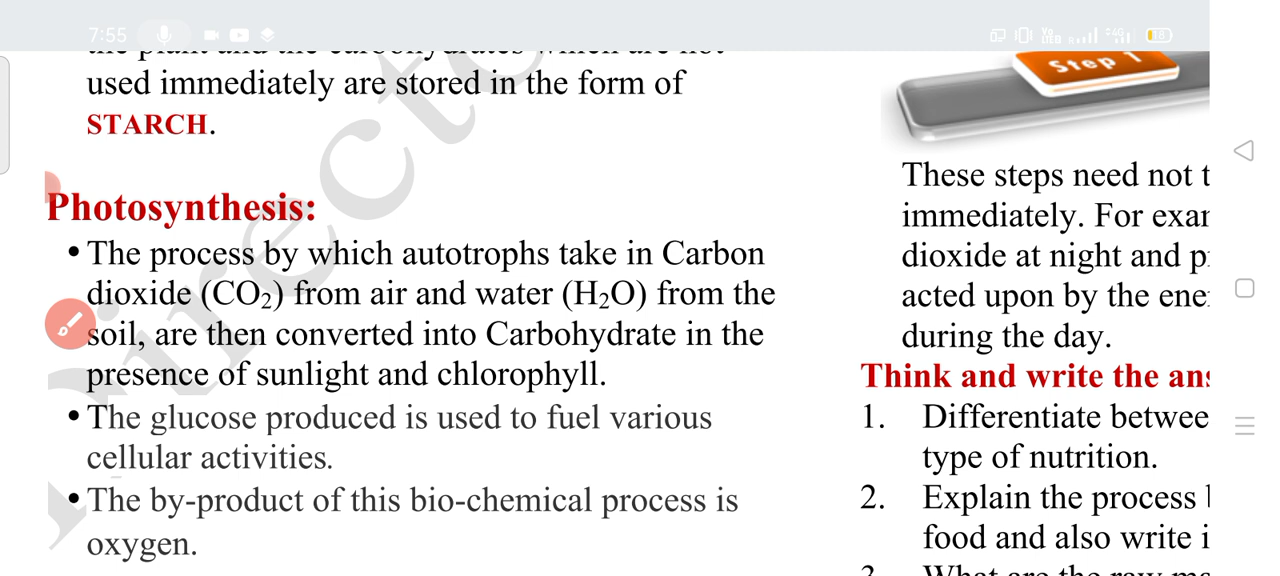 7:55
used immediately are stored in the form of
STARCH.
Photosynthesis:
• The process by which autotrophs take in Carbon
dioxide (CO₂) from air and water (H₂O) from the
soil, are then converted into Carbohydrate in the
presence of sunlight and chlorophyll.
• The glucose produced is used to fuel various
cellular activities.
• The by-product of this bio-chemical process is
oxygen.
Step 1
These steps need not
immediately. For
dioxide at night and
acted upon by the
during the day.
Think and write the
1. Differentiate
type of nutrition.
2. Explain the process
food and also write